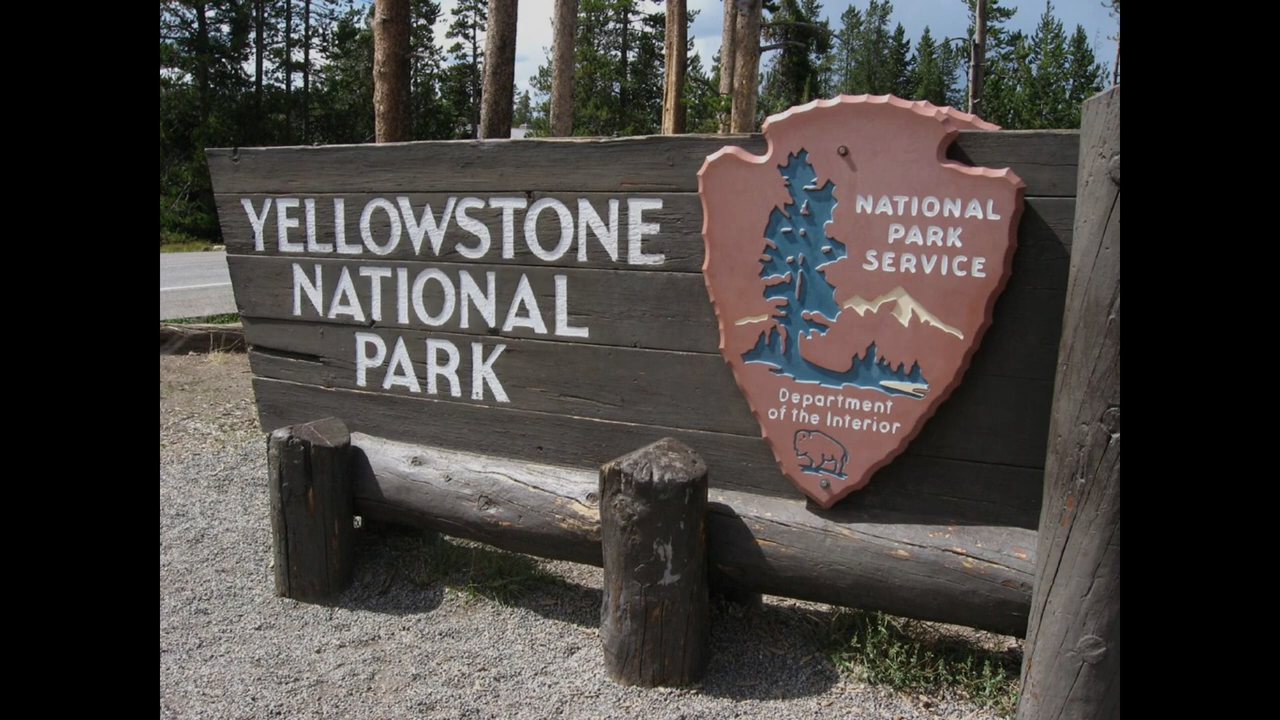 YELLOWSTONE
NATIONAL
PARK
NATIONAL
PARK
SERVICE
Department
of the Interior